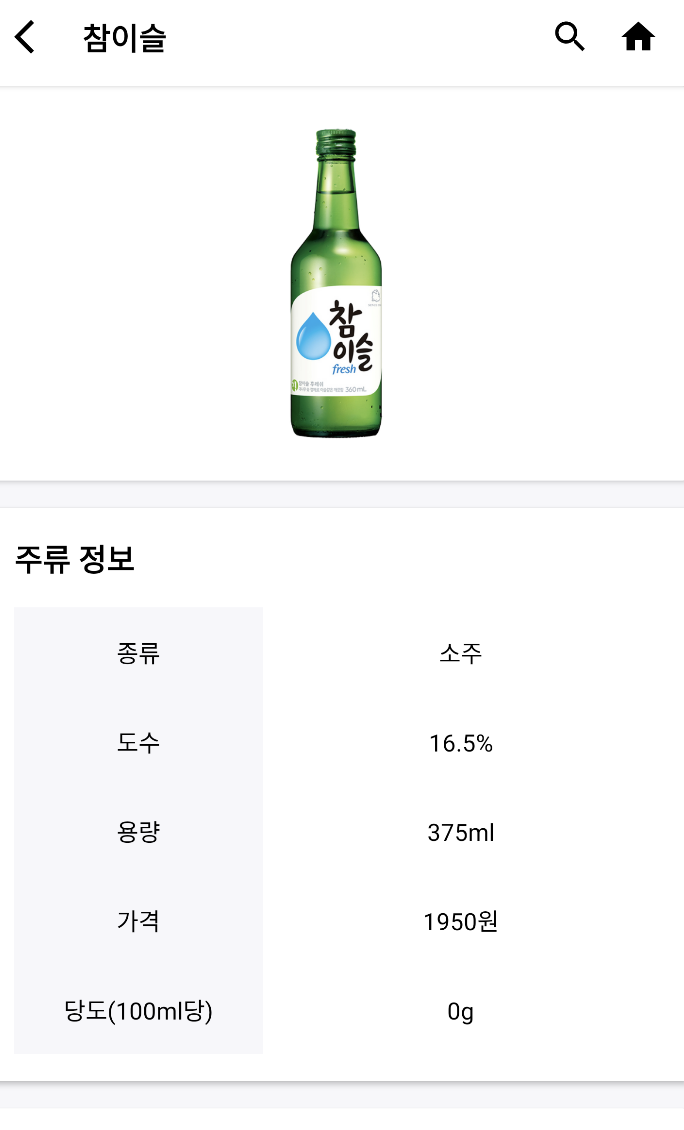 참이슬
참
이슬
fresh
360mL
주류 정보
종류 소주
도수 16.5%
용량 375ml
가격 1950원
당도(100ml당) 0g